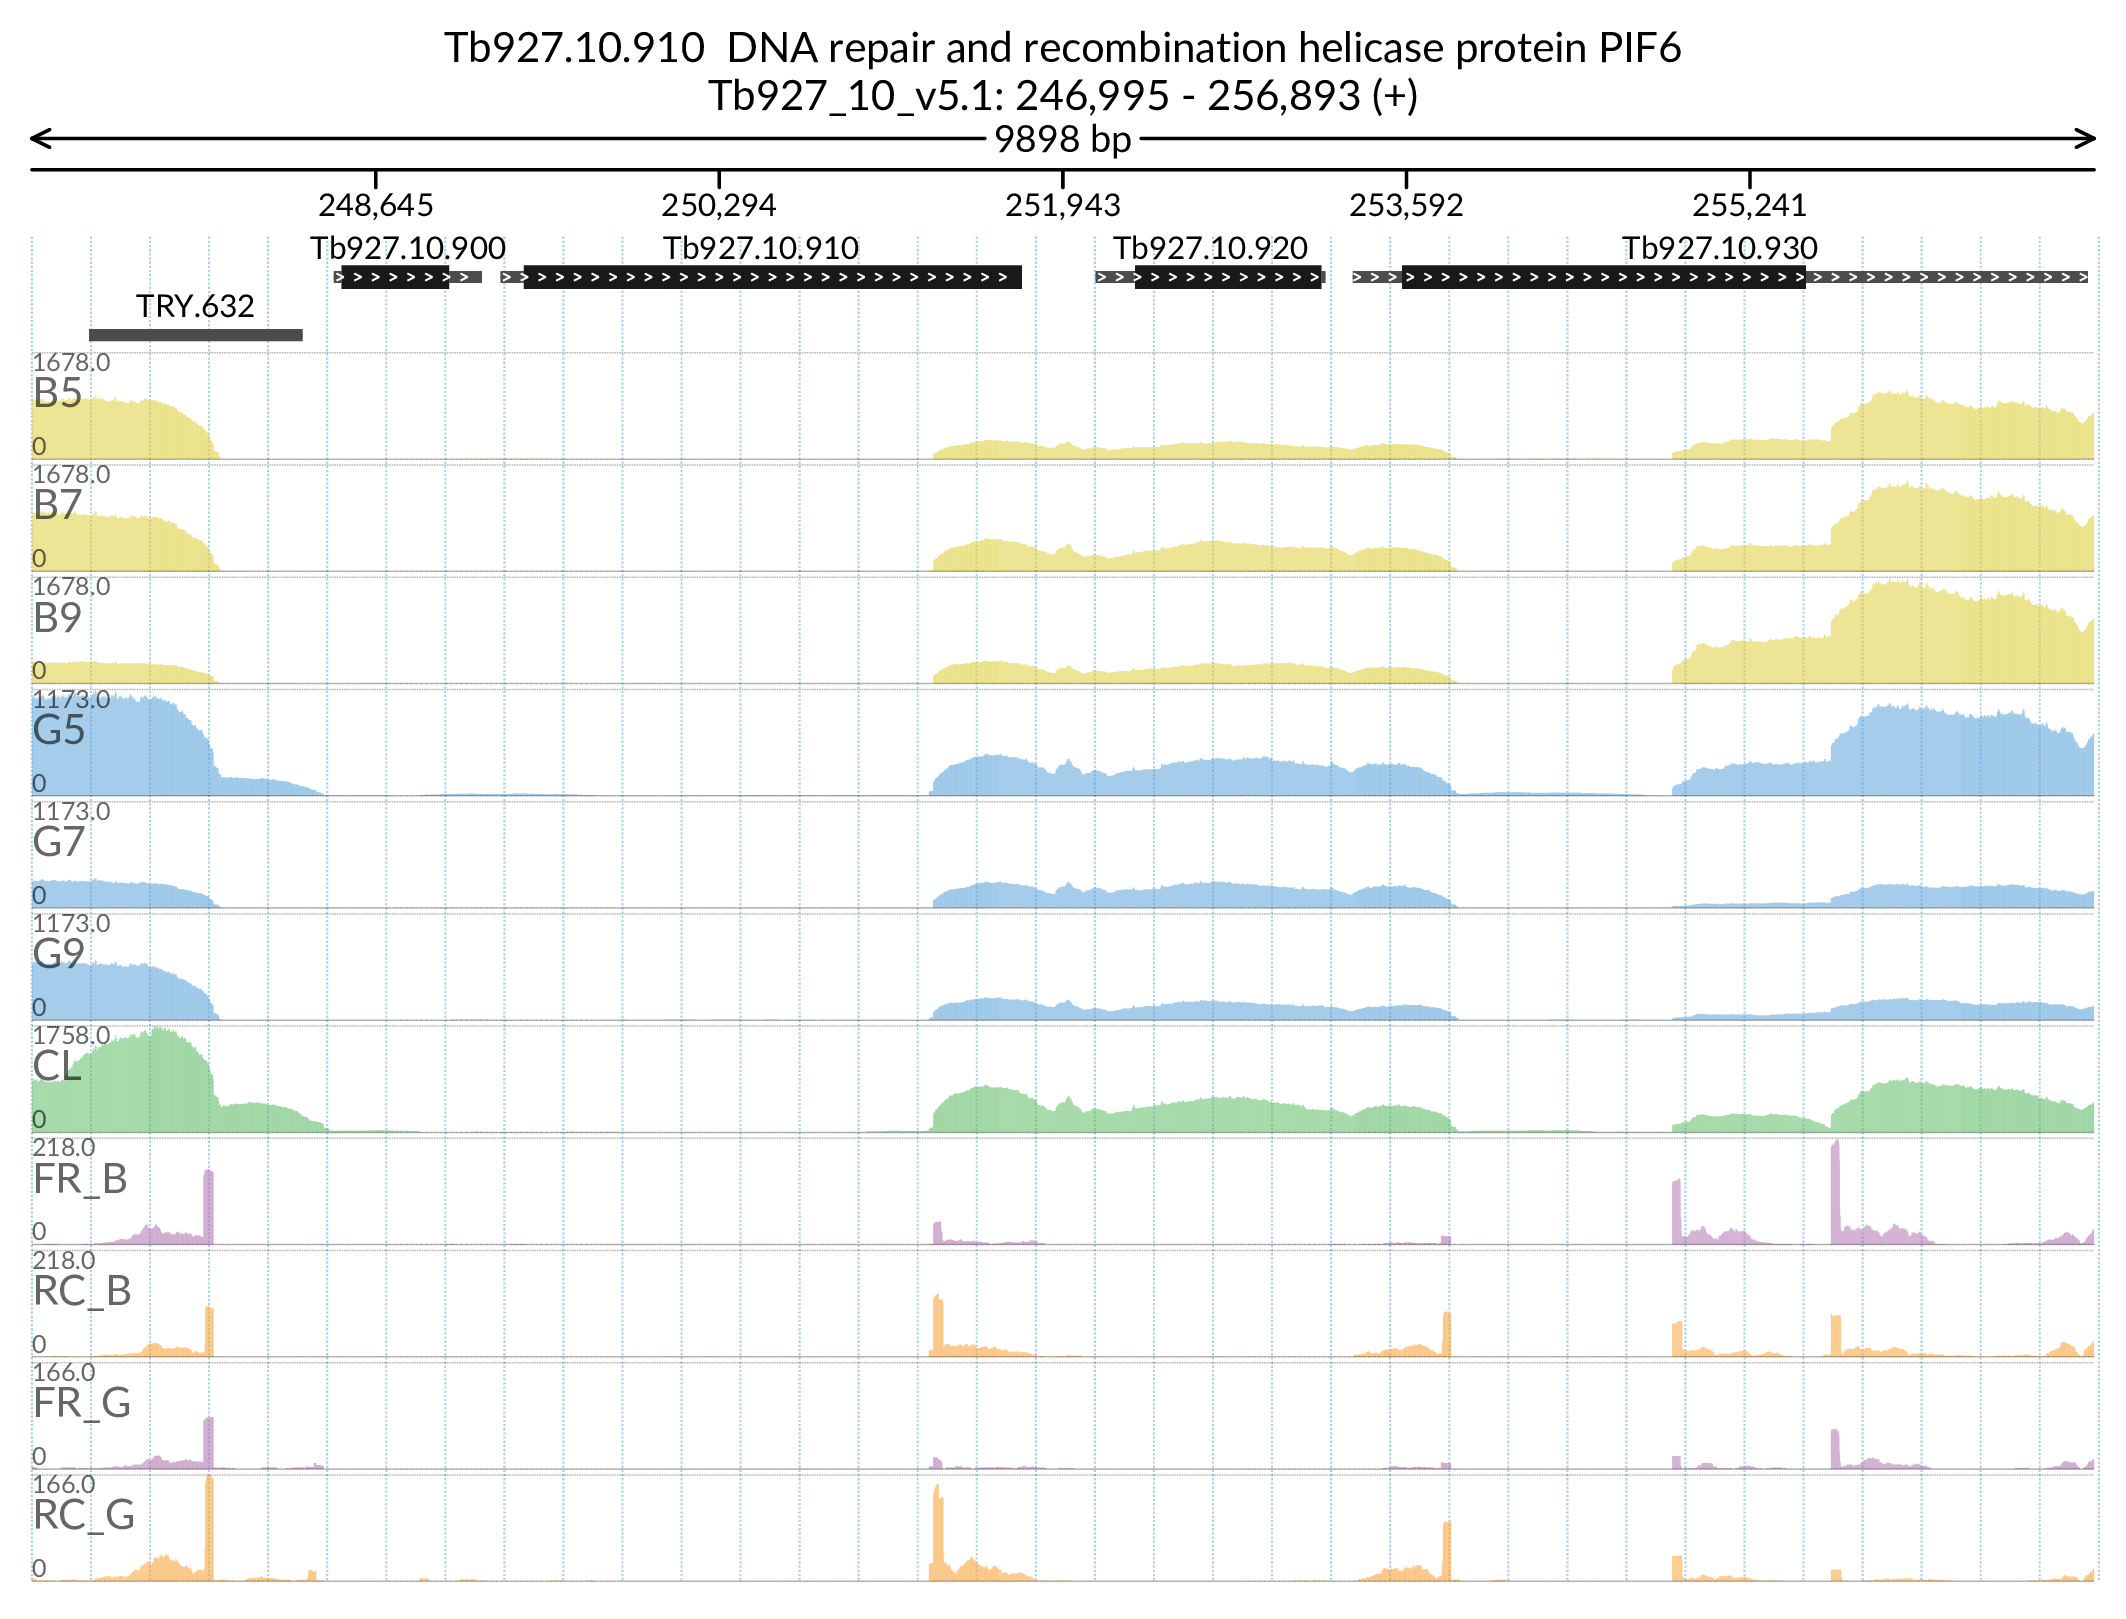 Tb927.10.910 DNA repair and recombination helicase protein PIF6
Tb927_10_v5.1: 246,995 - 256,893 (+)
9898 bp
248,645 250,294 251,943 253,592 255,241
Tb927.10.900 Tb927.10.910 Tb927.10.920 Tb927.10.930
TRY.632
1678.0
B5
0
1678.0
B7
0
1678.0
B9
0
1173.0
G5
0
1173.0
G7
0
1173.0
G9
0
1758.0
CL
0
218.0
FR_B
0
218.0
RC_B
0
166.0
FR_G
0
166.0
RC_G
0